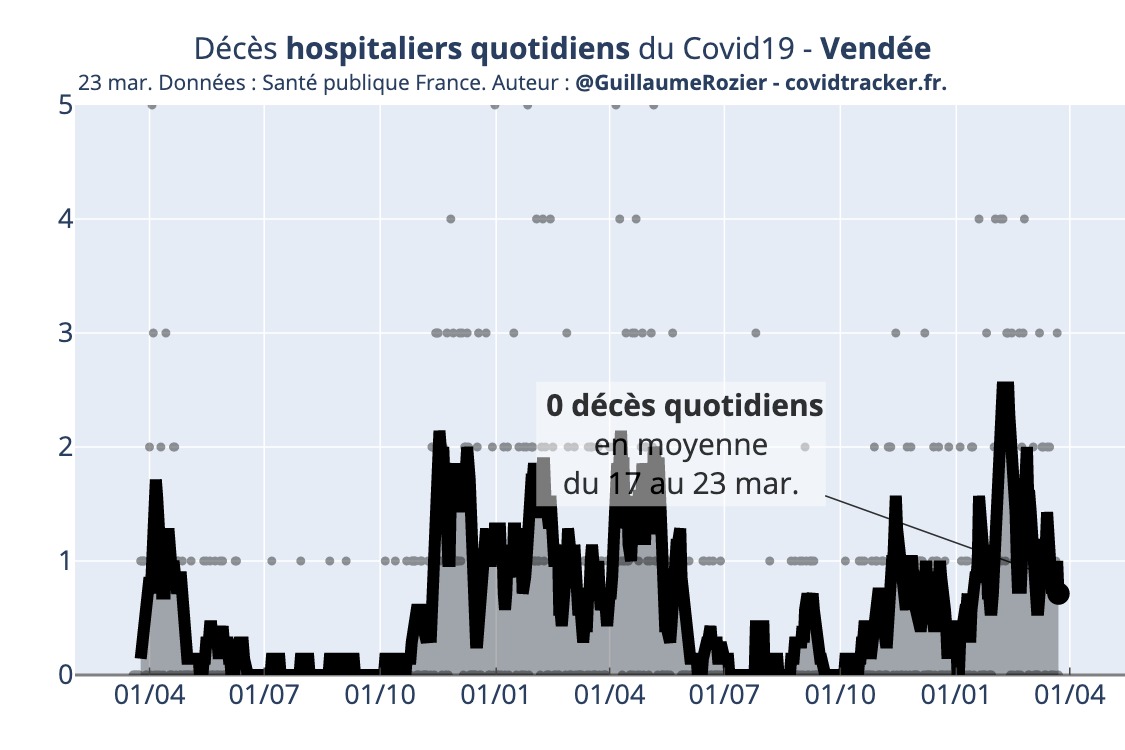 Décès hospitaliers quotidiens du Covid19 - Vendée
23 mar. Données : Santé publique France. Auteur : @GuillaumeRozier - covidtracker.fr.
5
4
3
2
1
0
0 décès quotidiens
en moyenne
du 17 au 23 mar.
01/04 01/07 01/10 01/01 01/04 01/07 01/10 01/01 01/04